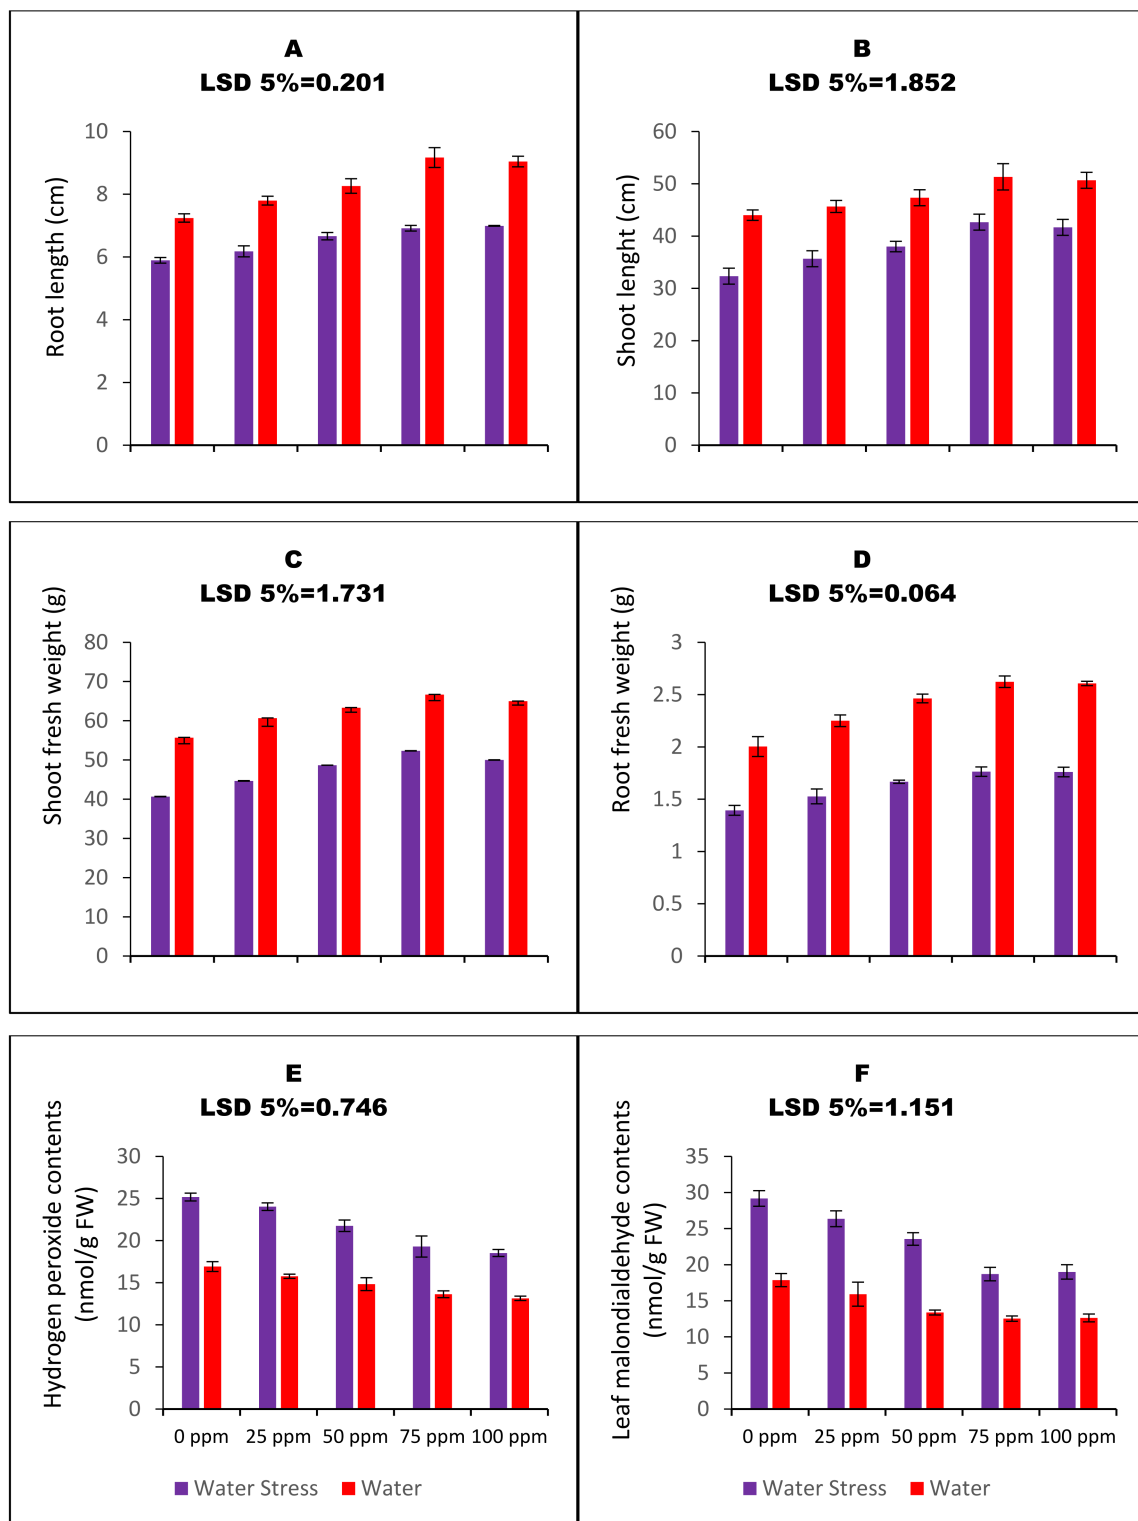 A
LSD 5%=0.201
Root length (cm)
10
8
6
4
2
0
B
LSD 5%=1.852
Shoot lenght (cm)
60
50
40
30
20
10
0
C
LSD 5%=1.731
Shoot fresh weight (g)
80
70
60
50
40
30
20
10
0
D
LSD 5%=0.064
Root fresh weight (g)
3
2.5
2
1.5
1
0.5
0
E
LSD 5%=0.746
Hydrogen peroxide contents
(nmol/g FW)
30
25
20
15
10
5
0
0 ppm 25 ppm 50 ppm 75 ppm 100 ppm
Water Stress Water
F
LSD 5%=1.151
Leaf malondialdehyde contents
(nmol/g FW)
35
30
25
20
15
10
5
0
0 ppm 25 ppm 50 ppm 75 ppm 100 ppm
Water Stress Water